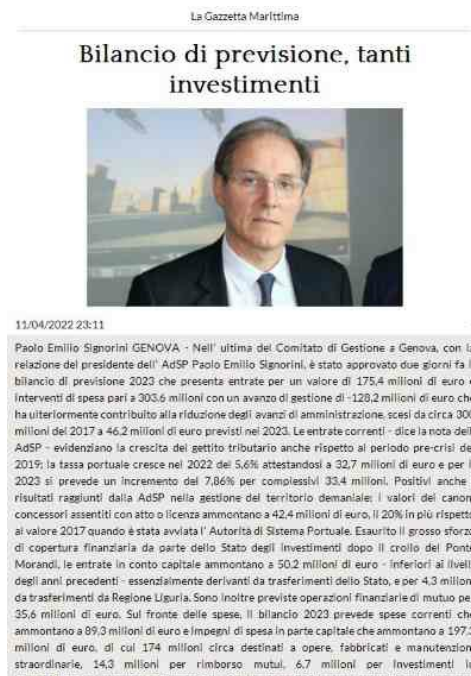 La Gazzetta Marittima
Bilancio di previsione, tanti
investimenti
11/04/2022 23:11
Paolo Emilio Signorini GENOVA - Nell' ultima del Comitato di Gestione a Genova, con la
relazione del presidente dell' AdSP Paolo Emilio Signorini, è stato approvato due giorni fa i
bilancio di previsione 2023 che presenta entrate per un valore di 175,4 milioni di euro e
interventi di spesa pari a 303,6 milioni con un avanzo di gestione di -128,2 milioni di euro che
ha ulteriormente contribuito alla riduzione degli avanzi di amministrazione, scesi da circa 300
milioni del 2017 a 46,2 milioni di euro previsti nel 2023. Le entrate correnti - dice la nota dell
AdSP - evidenziano la crescita del gettito tributario anche rispetto al periodo pre-crisi de
2019: la tassa portuale cresce nel 2022 del 5,6% attestandosi a 32,7 milioni di euro e per i
2023 si prevede un incremento del 7,86% per complessivi 33,4 milioni. Positivi anche
risultati raggiunti dalla AdSP nella gestione del territorio demaniale: i valori dei canon
concessori assentiti con atto o licenza ammontano a 42,4 milioni di euro, il 20% in più rispetto
al valore 2017 quando è stata avviata l' Autorità di Sistema Portuale. Esaurito il grosso sforzo
di copertura finanziaria da parte dello Stato degli investimenti dopo il crollo del Ponte
Morandi, le entrate in conto capitale ammontano a 50,2 milioni di euro - inferiori ai livell
degli anni precedenti - essenzialmente derivanti da trasferimenti dello Stato, e per 4,3 milion
da trasferimenti da Regione Liguria. Sono inoltre previste operazioni finanziarie di mutuo pe
35,6 milioni di euro. Sul fronte delle spese, il bilancio 2023 prevede spese correnti che
ammontano a 89,3 milioni di euro e impegni di spesa in parte capitale che ammontano a 197,3
milioni di euro, di cui 174 milioni circa destinati a opere, fabbricati e manutenzion
straordinarie, 14,3 milioni per rimborso mutui, 6,7 milioni per investimenti in